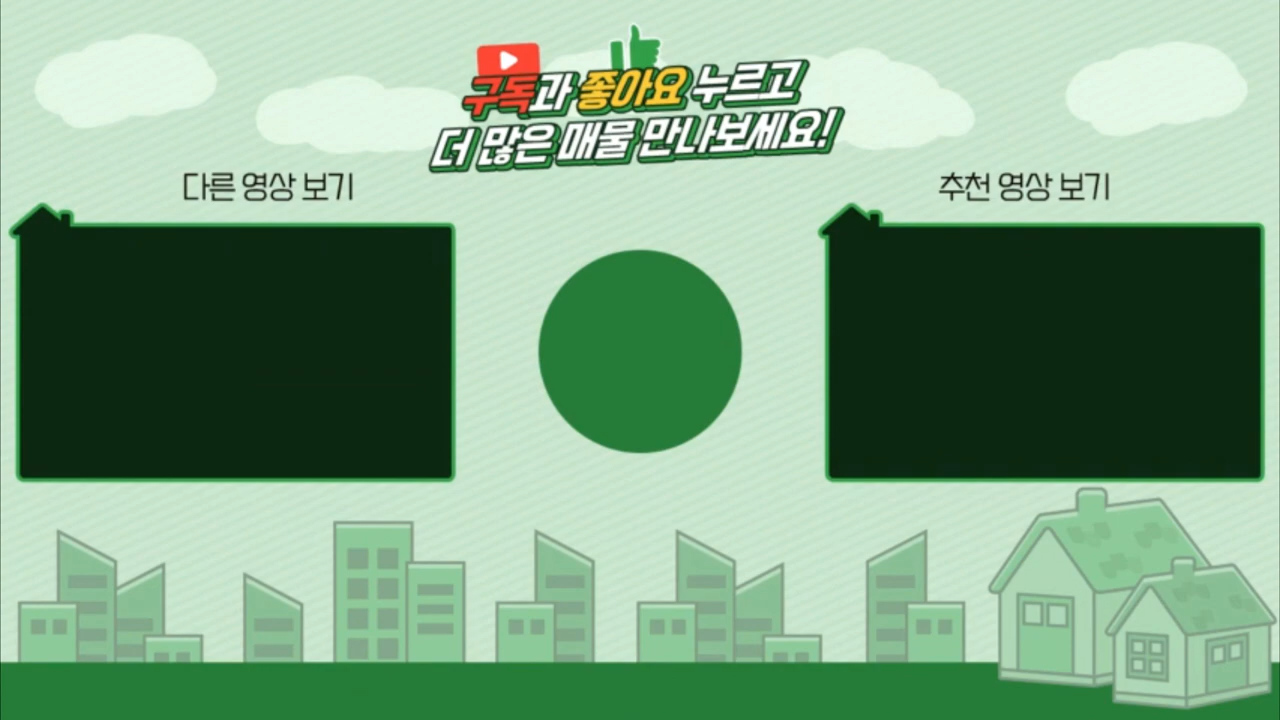 구독과 좋아요 누르고
더 많은 매물 만나보세요!
다른 영상 보기
추천 영상 보기